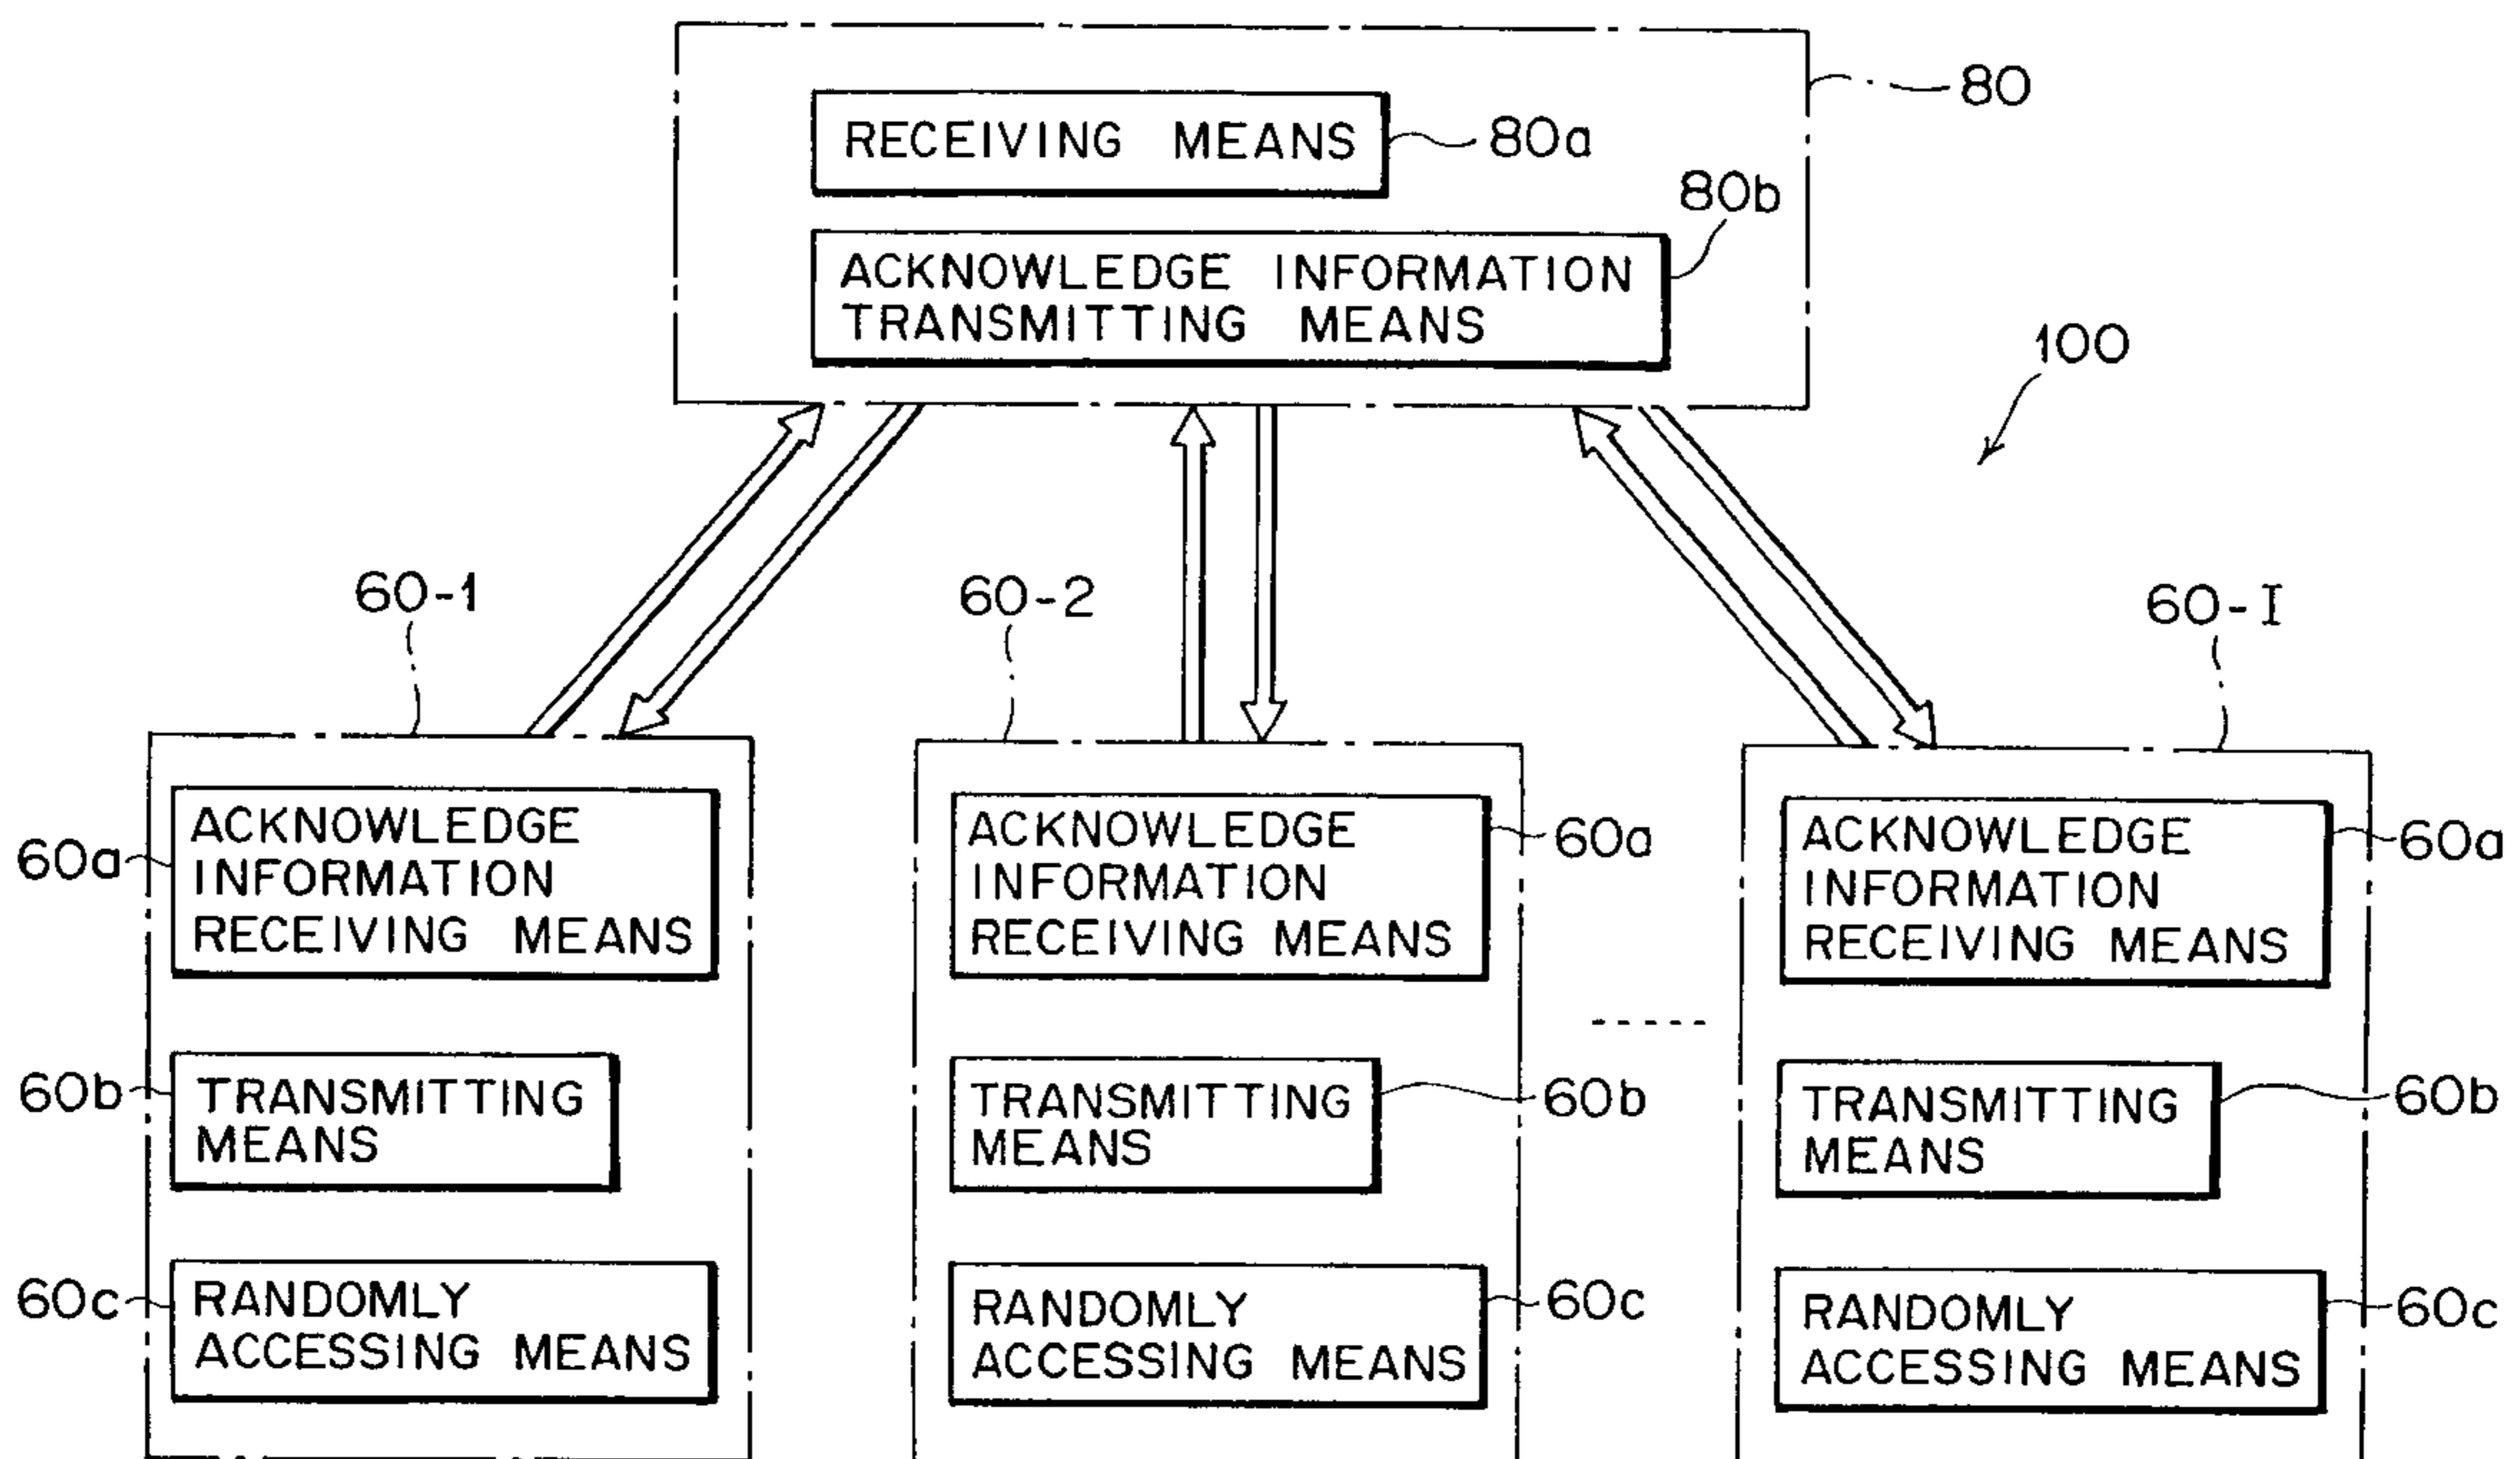 80
RECEIVING MEANS
80a
80b
ACKNOWLEDGE INFORMATION
TRANSMITTING MEANS
100
60-1
60-2
60-I
60a
ACKNOWLEDGE
INFORMATION
RECEIVING MEANS
60b
TRANSMITTING
MEANS
60c
RANDOMLY
ACCESSING MEANS
ACKNOWLEDGE
INFORMATION
RECEIVING MEANS
60a
TRANSMITTING
MEANS
60b
RANDOMLY
ACCESSING MEANS
60c
ACKNOWLEDGE
INFORMATION
RECEIVING MEANS
60a
TRANSMITTING
MEANS
60b
RANDOMLY
ACCESSING MEANS
60c